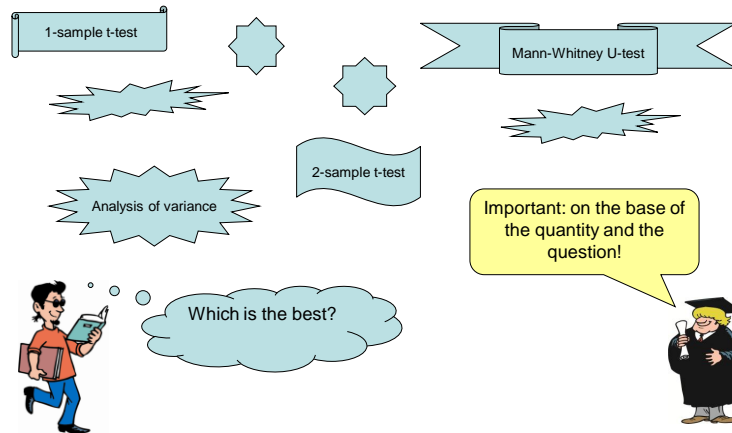 1-sample t-test
Mann-Whitney U-test
2-sample t-test
Analysis of variance
Important: on the base of
the quantity and the
question!
Which is the best?